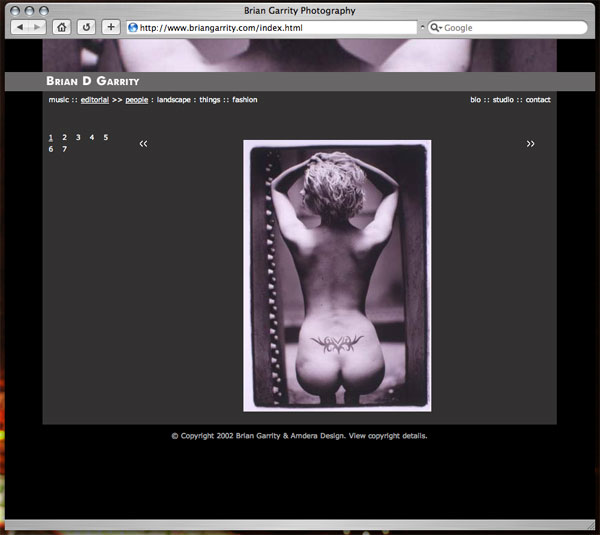 Brian Garrity Photography
http://www.briangarrity.com/index.html
Google
BRIAN D GARRITY
music :: editorial >> people : landscape : things :: fashion
bio :: studio :: contact
1 2 3 4 5
6 7
<<
>>
© Copyright 2002 Brian Garrity & Amdera Design. View copyright details.